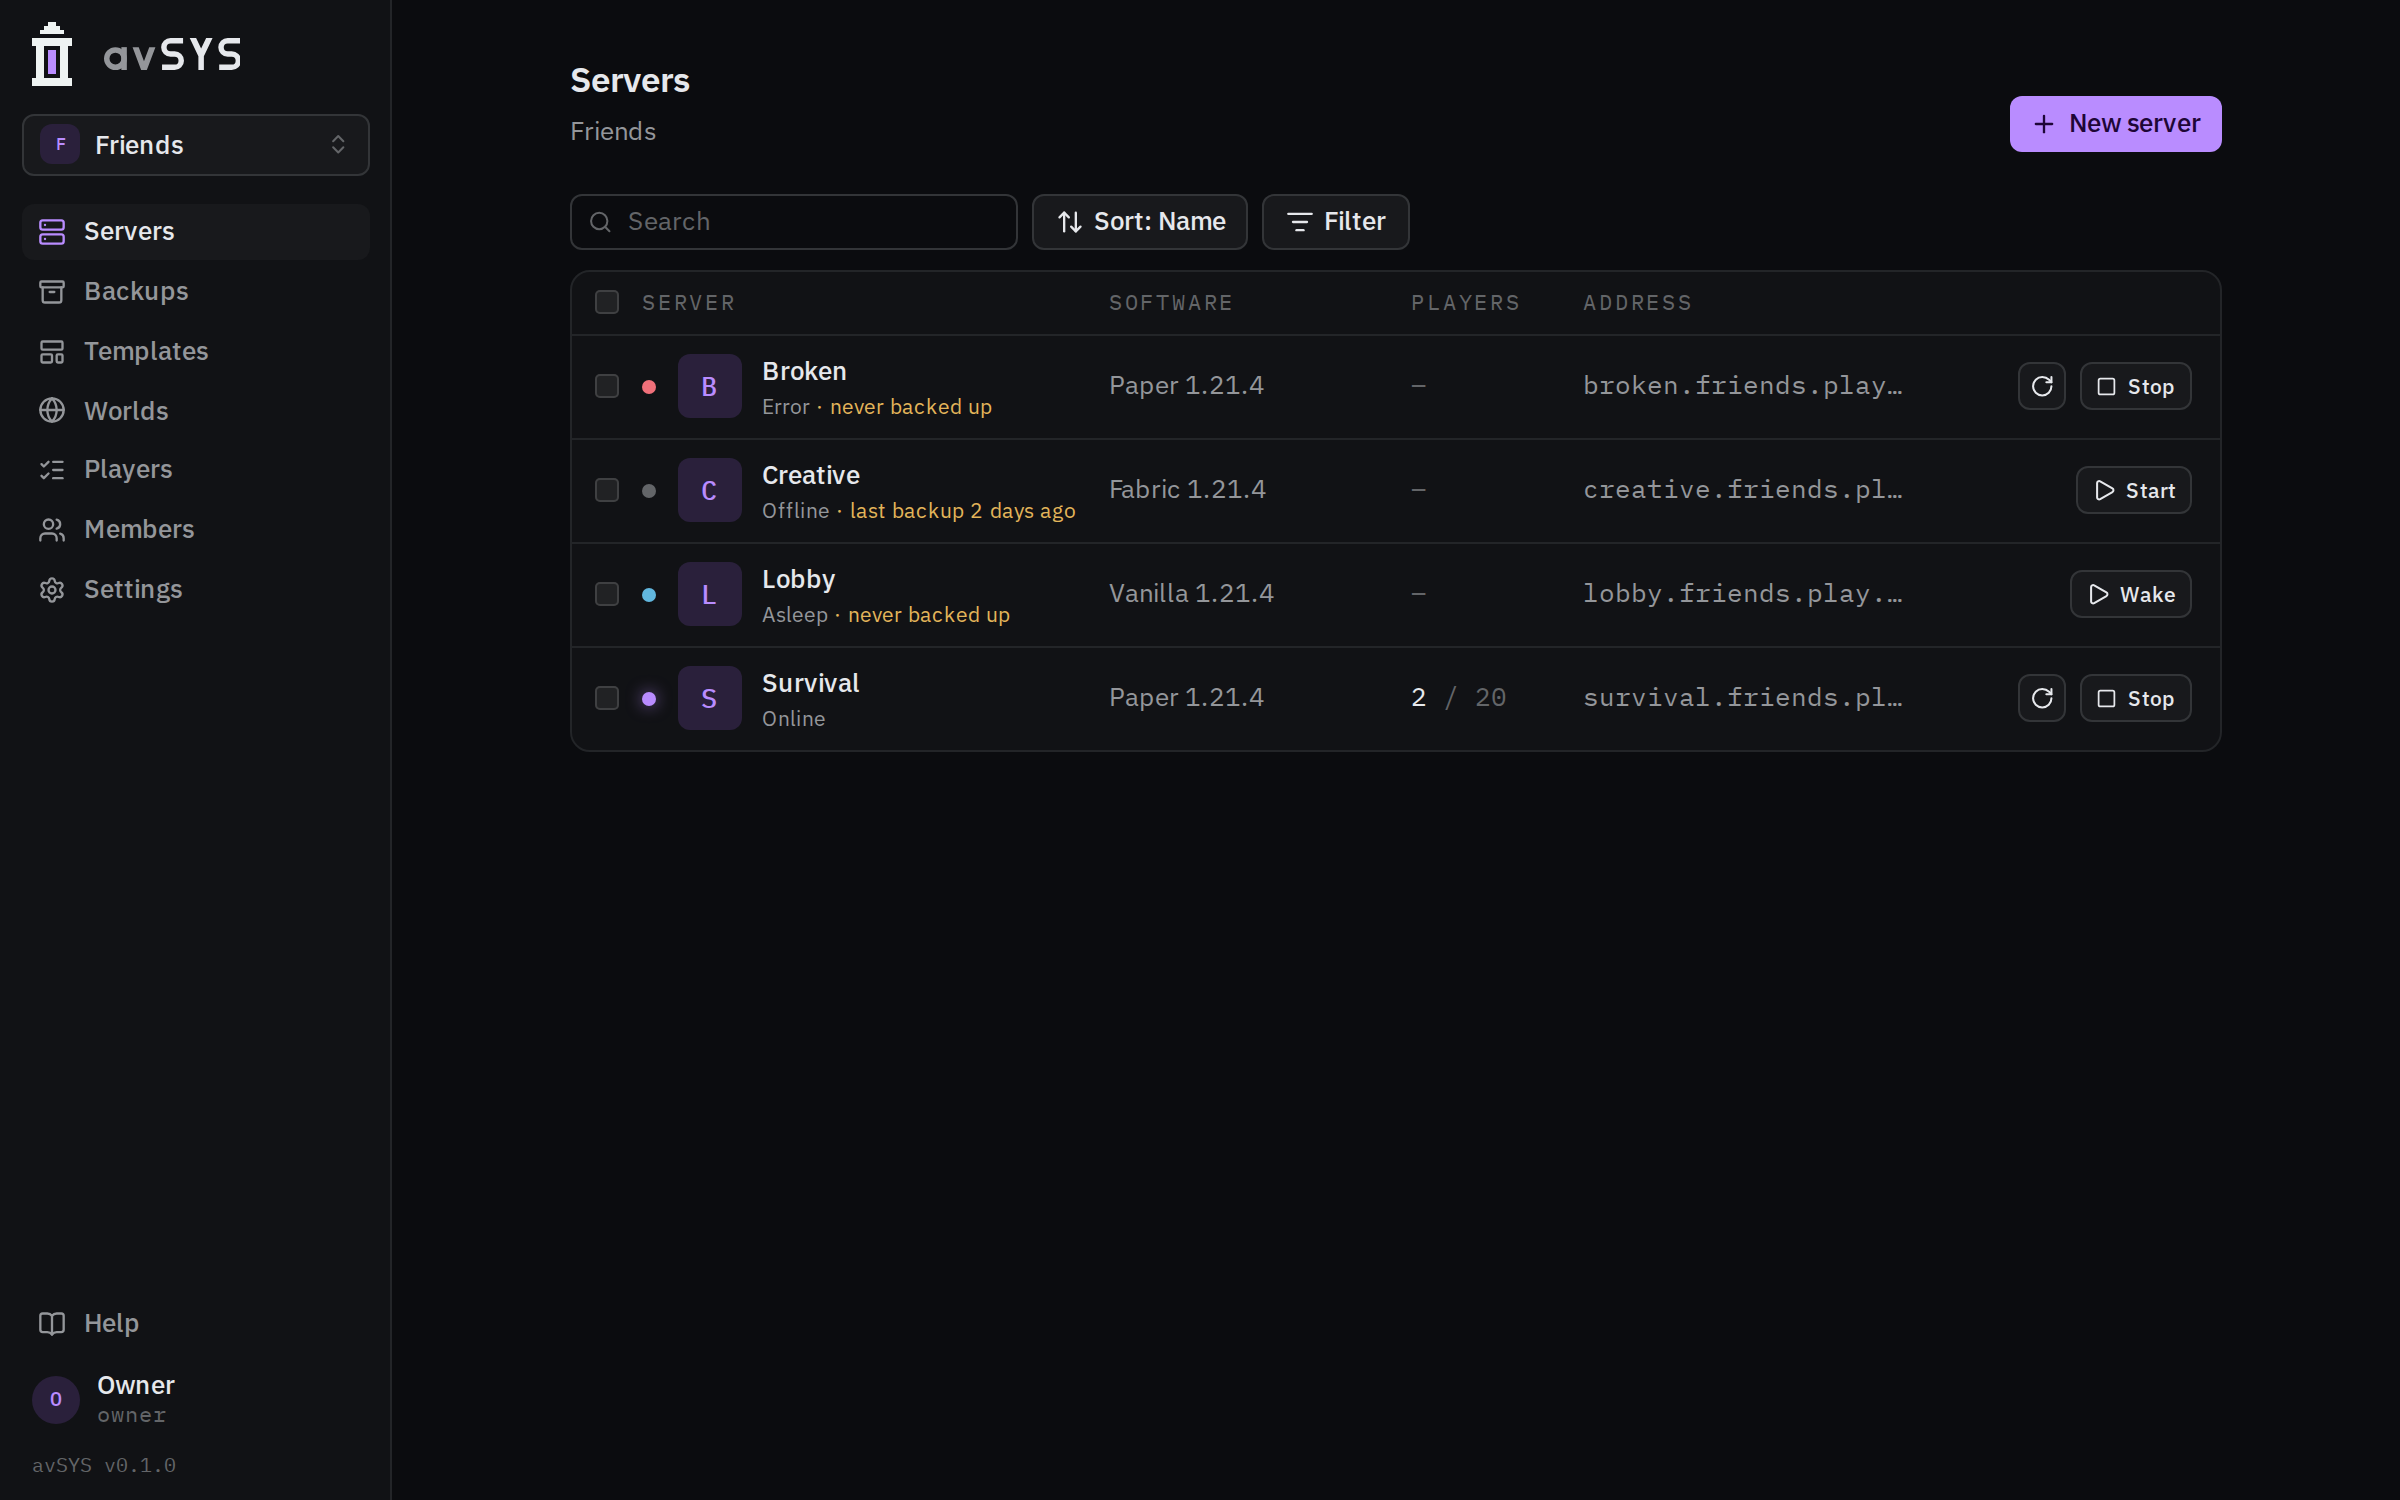 avSYS
F Friends
Servers
Backups
Templates
Worlds
Players
Members
Settings
Help
O Owner
owner
avSYS v0.1.0
Servers
Friends
New server
Search
Sort: Name
Filter
SERVER SOFTWARE PLAYERS ADDRESS
B Broken Paper 1.21.4 — broken.friends.play… Stop
Error · never backed up
C Creative Fabric 1.21.4 — creative.friends.pl… Start
Offline · last backup 2 days ago
L Lobby Vanilla 1.21.4 — lobby.friends.play.… Wake
Asleep · never backed up
S Survival Paper 1.21.4 2 / 20 survival.friends.pl… Stop
Online